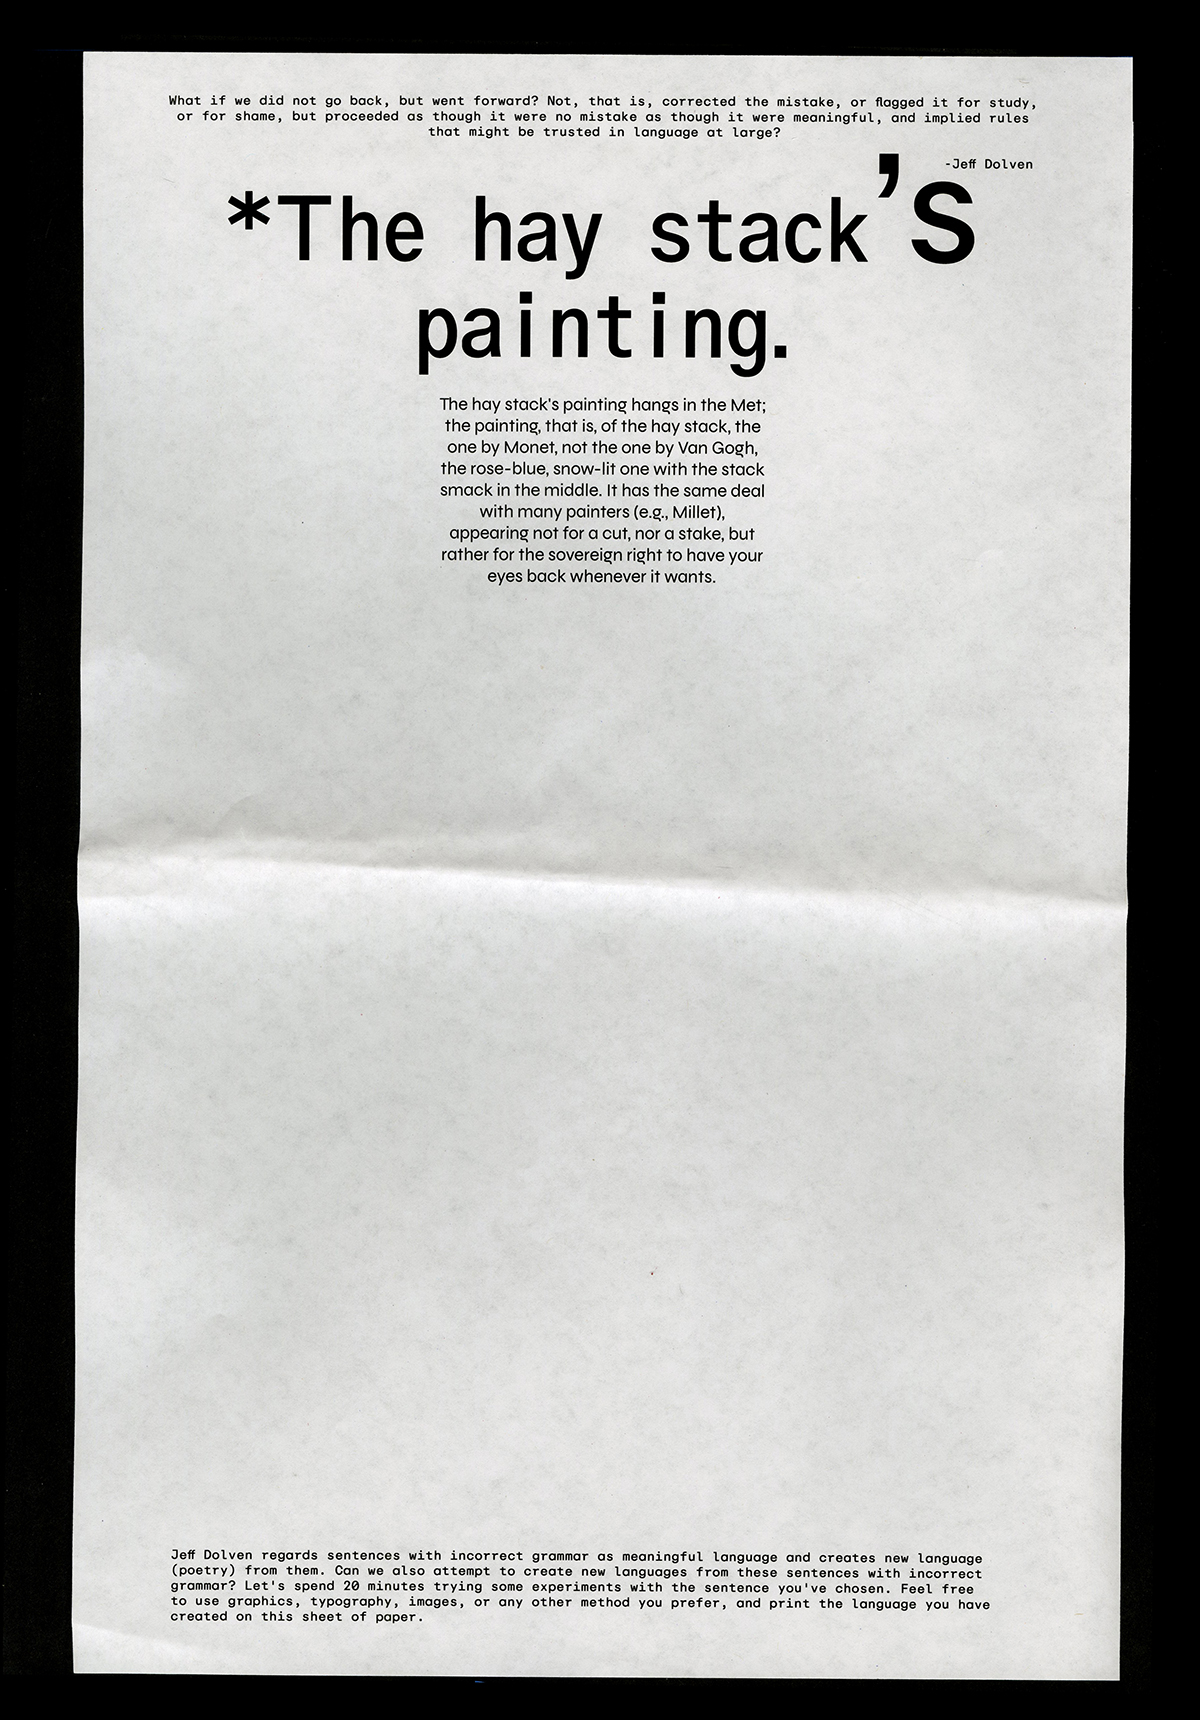 What if we did not go back, but went forward? Not, that is, corrected the mistake, or flagged it for study,
or for shame, but proceeded as though it were no mistake as though it were meaningful, and implied rules
that might be trusted in language at large?
-Jeff Dolven
*The hay stack's
painting.
The hay stack's painting hangs in the Met;
the painting, that is, of the hay stack, the
one by Monet, not the one by Van Gogh,
the rose-blue, snow-lit one with the stack
smack in the middle. It has the same deal
with many painters (e.g., Millet),
appearing not for a cut, nor a stake, but
rather for the sovereign right to have your
eyes back whenever it wants.
Jeff Dolven regards sentences with incorrect grammar as meaningful language and creates new language
(poetry) from them. Can we also attempt to create new languages from these sentences with incorrect
grammar? Let's spend 20 minutes trying some experiments with the sentence you've chosen. Feel free
to use graphics, typography, images, or any other method you prefer, and print the language you have
created on this sheet of paper.